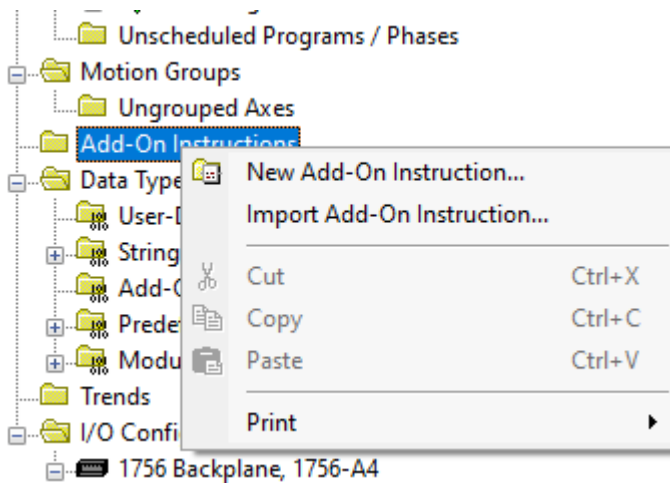 Unscheduled Programs / Phases
Motion Groups
Ungrouped Axes
Add-On Instructions
New Add-On Instruction...
Data Type
Import Add-On Instruction...
User-
String
Cut Ctrl+X
Add-
Copy Ctrl+C
Prede
Paste Ctrl+V
Modu
Trends
Print
I/O Confi
1756 Backplane, 1756-A4